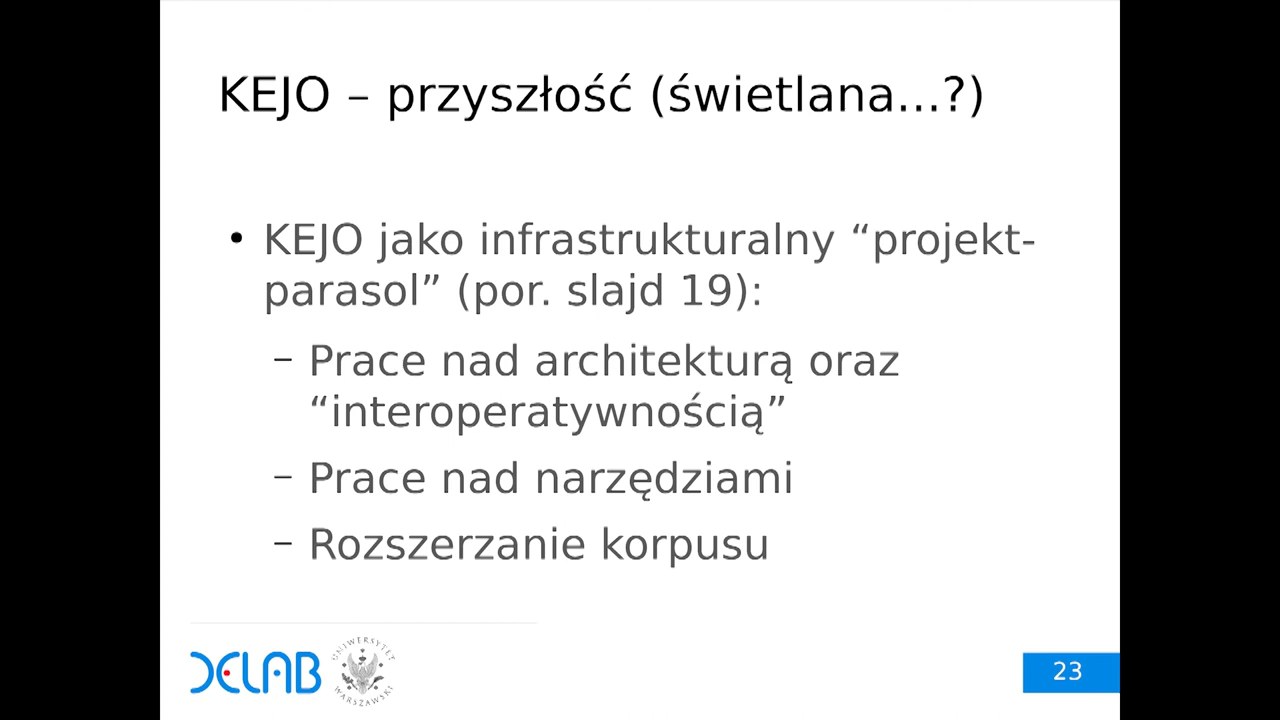 KEJO – przyszłość (świetlana...?)
• KEJO jako infrastrukturalny “projekt-
parasol” (por. slajd 19):
– Prace nad architekturą oraz
“interoperatywnością”
– Prace nad narzędziami
– Rozszerzanie korpusu
DELAB
UNIWERSYTET
WARSZAWSKI
23